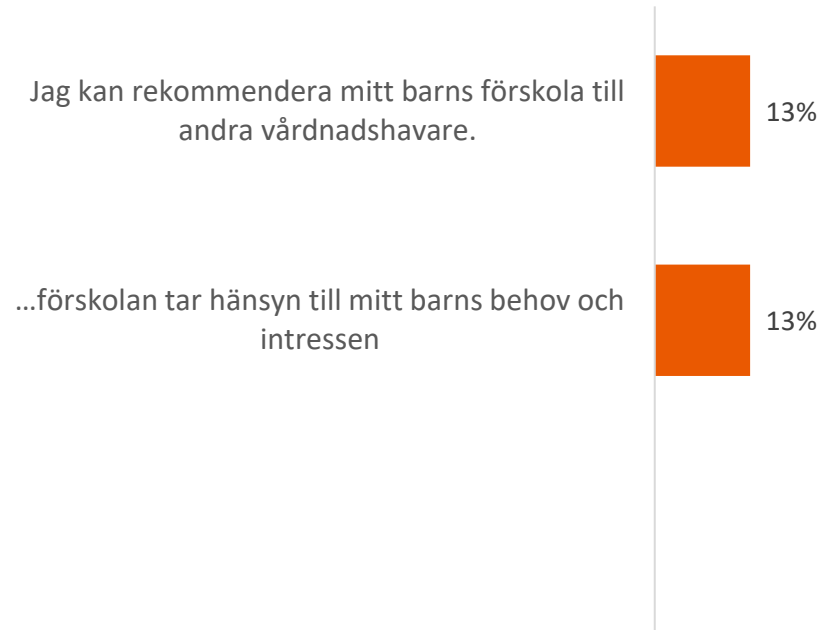 Jag kan rekommendera mitt barns förskola till
andra vårdnadshavare.
13%
…förskolan tar hänsyn till mitt barns behov och
intressen
13%